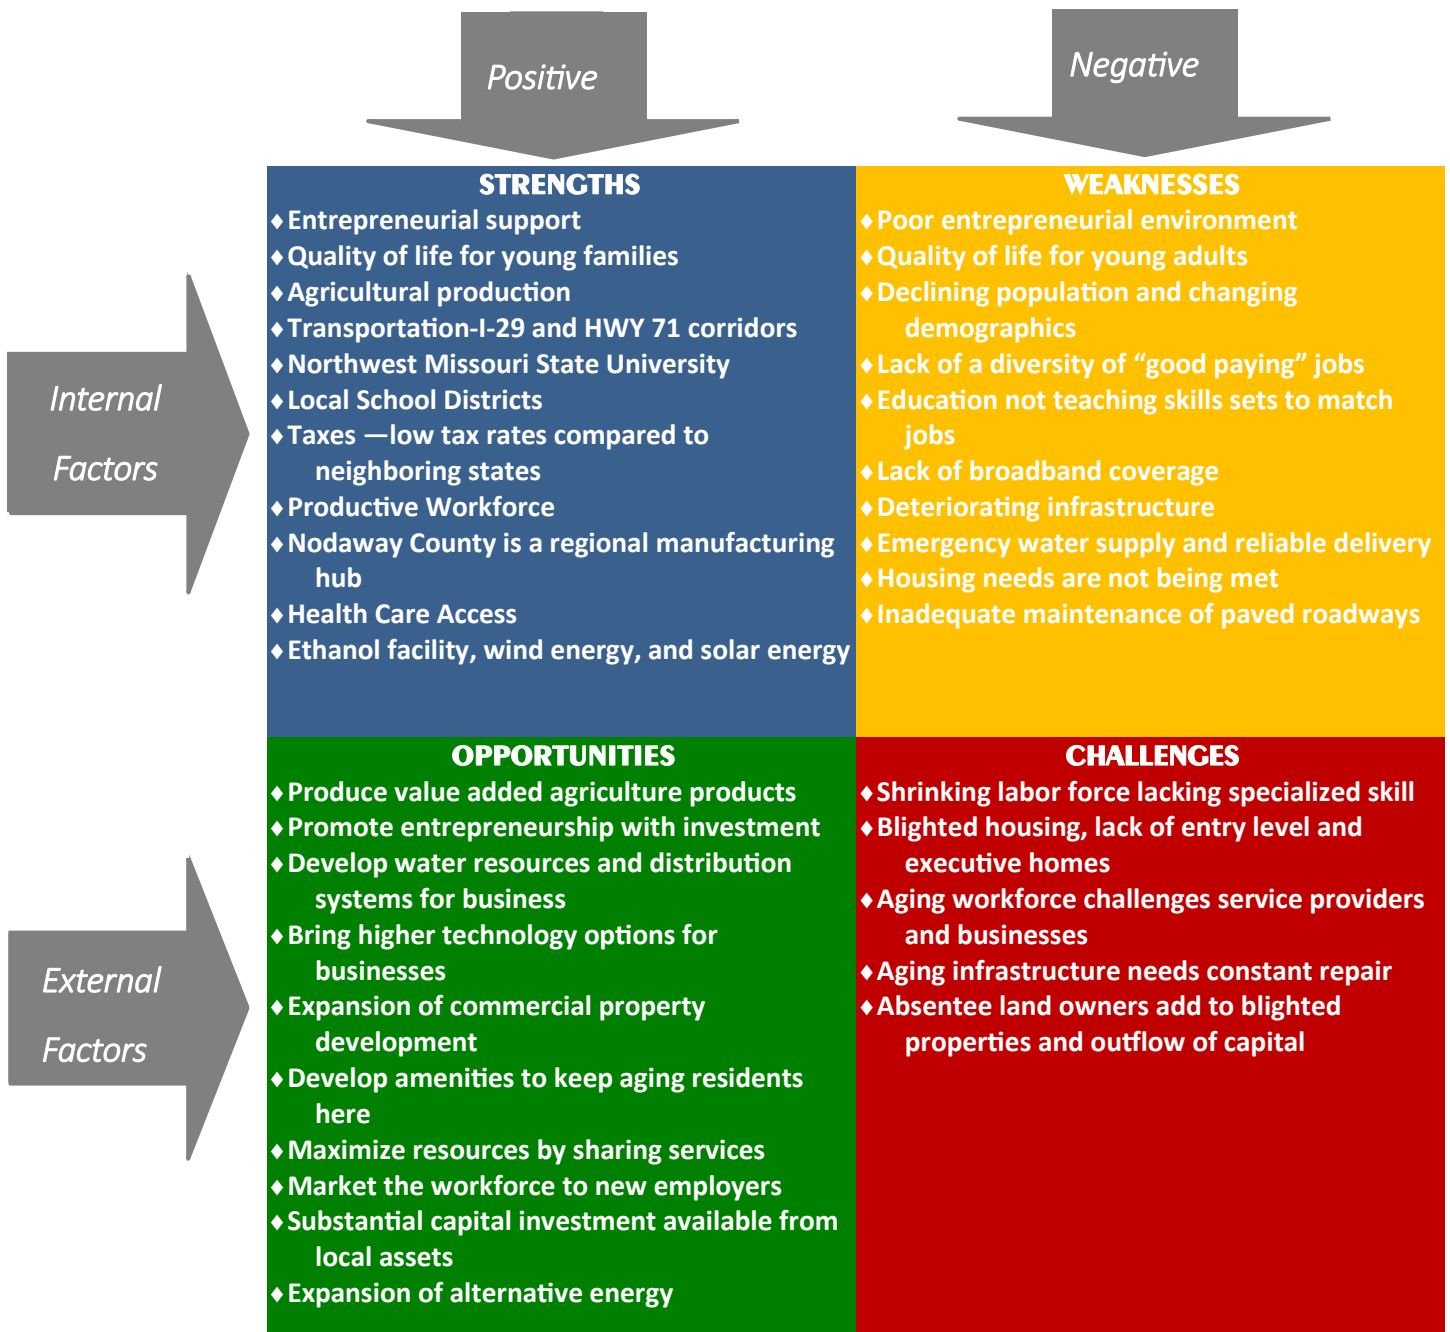 Positive
Negative
Internal
Factors
STRENGTHS
♦Entrepreneurial support
♦Quality of life for young families
♦Agricultural production
♦Transportation-I-29 and HWY 71 corridors
♦Northwest Missouri State University
♦Local School Districts
♦Taxes —low tax rates compared to
neighboring states
♦Productive Workforce
♦Nodaway County is a regional manufacturing
hub
♦Health Care Access
♦Ethanol facility, wind energy, and solar energy
WEAKNESSES
♦Poor entrepreneurial environment
♦Quality of life for young adults
♦Declining population and changing
demographics
♦Lack of a diversity of “good paying” jobs
♦Education not teaching skills sets to match
jobs
♦Lack of broadband coverage
♦Deteriorating infrastructure
♦Emergency water supply and reliable delivery
♦Housing needs are not being met
♦Inadequate maintenance of paved roadways
External
Factors
OPPORTUNITIES
♦Produce value added agriculture products
♦Promote entrepreneurship with investment
♦Develop water resources and distribution
systems for business
♦Bring higher technology options for
businesses
♦Expansion of commercial property
development
♦Develop amenities to keep aging residents
here
♦Maximize resources by sharing services
♦Market the workforce to new employers
♦Substantial capital investment available from
local assets
♦Expansion of alternative energy
CHALLENGES
♦Shrinking labor force lacking specialized skill
♦Blighted housing, lack of entry level and
executive homes
♦Aging workforce challenges service providers
and businesses
♦Aging infrastructure needs constant repair
♦Absentee land owners add to blighted
properties and outflow of capital